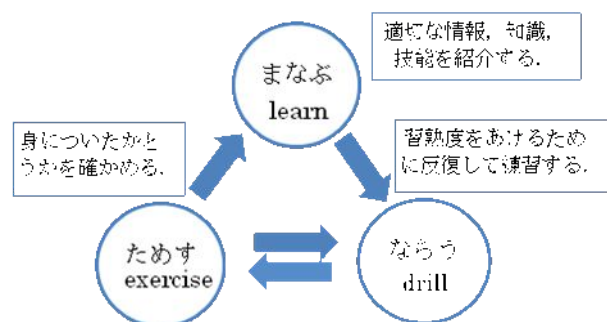 適切な情報，知識，
技能を紹介する．
まなぶ
learn
身についたかど
うかを確かめる．
習熟度をあけるため
に反復して練習する．
ためす
exercise
ならう
drill